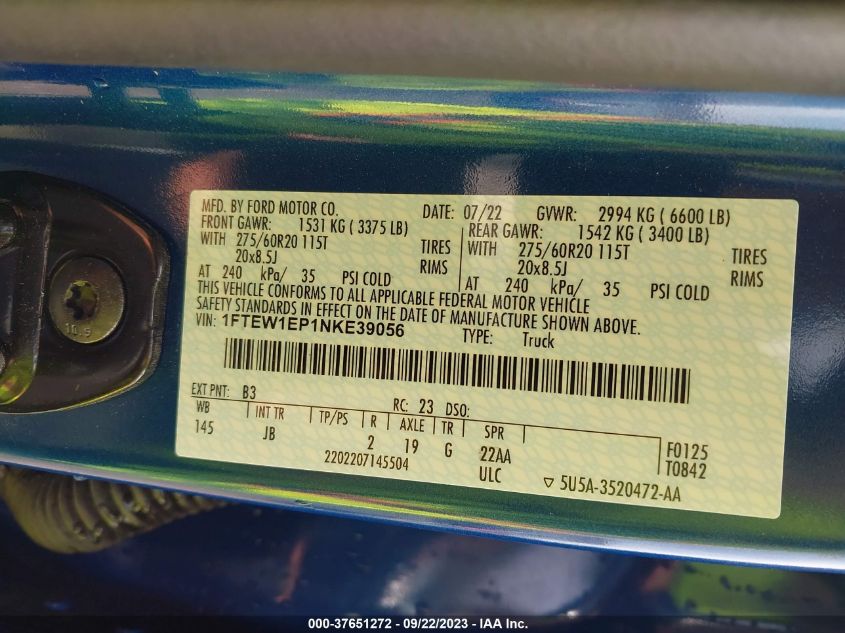 MFD. BY FORD MOTOR CO. DATE: 07/22 GVWR: 2994 KG ( 6600 LB)
FRONT GAWR: 1531 KG ( 3375 LB) REAR GAWR: 1542 KG ( 3400 LB)
WITH 275/60R20 115T TIRES WITH 275/60R20 115T TIRES
20x8.5J RIMS 20x8.5J RIMS
AT 240 kPa/ 35 PSI COLD AT 240 kPa/ 35 PSI COLD
THIS VEHICLE CONFORMS TO ALL APPLICABLE FEDERAL MOTOR VEHICLE
SAFETY STANDARDS IN EFFECT ON THE DATE OF MANUFACTURE SHOWN ABOVE.
VIN: 1FTEW1EP1NKE39056 TYPE: Truck
EXT PNT: B3 RC: 23 DSO:
WB INT TR TP/PS R AXLE TR SPR F0125
145 JB 2 19 G 22AA T0842
2202207145504 ULC ▽ 5U5A-3520472-AA
10.9
000-37651272 - 09/22/2023 - IAA Inc.